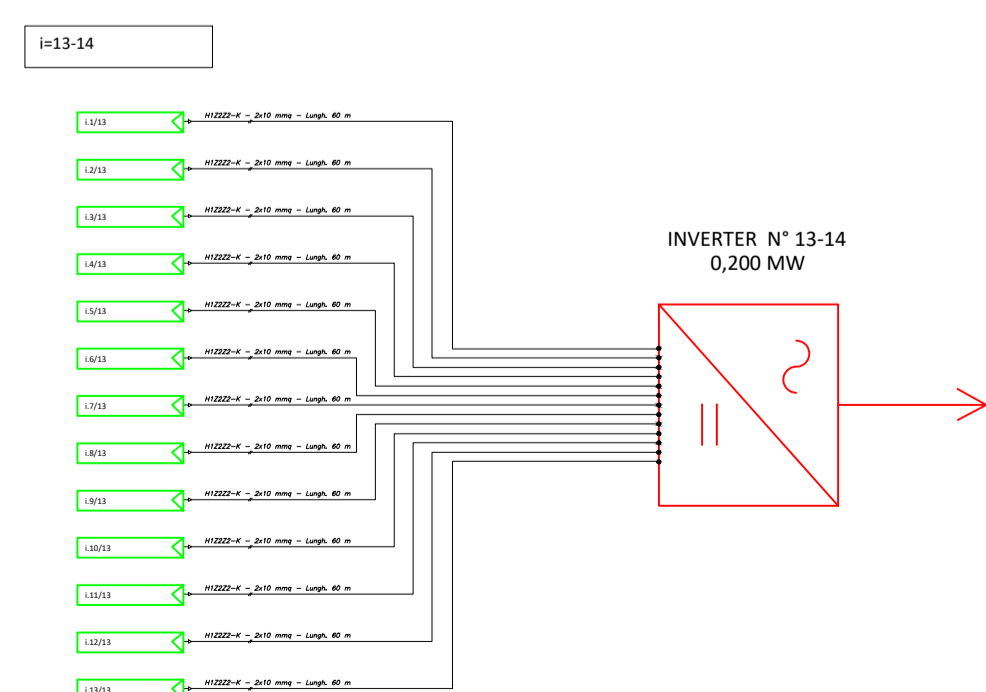 i=13-14
i.1/13 H1Z2Z2-K - 2x10 mmq - Lungh. 60 m
i.2/13 H1Z2Z2-K - 2x10 mmq - Lungh. 60 m
i.3/13 H1Z2Z2-K - 2x10 mmq - Lungh. 60 m
INVERTER N° 13-14
0,200 MW
i.4/13 H1Z2Z2-K - 2x10 mmq - Lungh. 60 m
i.5/13 H1Z2Z2-K - 2x10 mmq - Lungh. 60 m
i.6/13 H1Z2Z2-K - 2x10 mmq - Lungh. 60 m
i.7/13 H1Z2Z2-K - 2x10 mmq - Lungh. 60 m
i.8/13 H1Z2Z2-K - 2x10 mmq - Lungh. 60 m
i.9/13 H1Z2Z2-K - 2x10 mmq - Lungh. 60 m
i.10/13 H1Z2Z2-K - 2x10 mmq - Lungh. 60 m
i.11/13 H1Z2Z2-K - 2x10 mmq - Lungh. 60 m
i.12/13 H1Z2Z2-K - 2x10 mmq - Lungh. 60 m
i.13/13 H1Z2Z2-K - 2x10 mmq - Lungh. 60 m